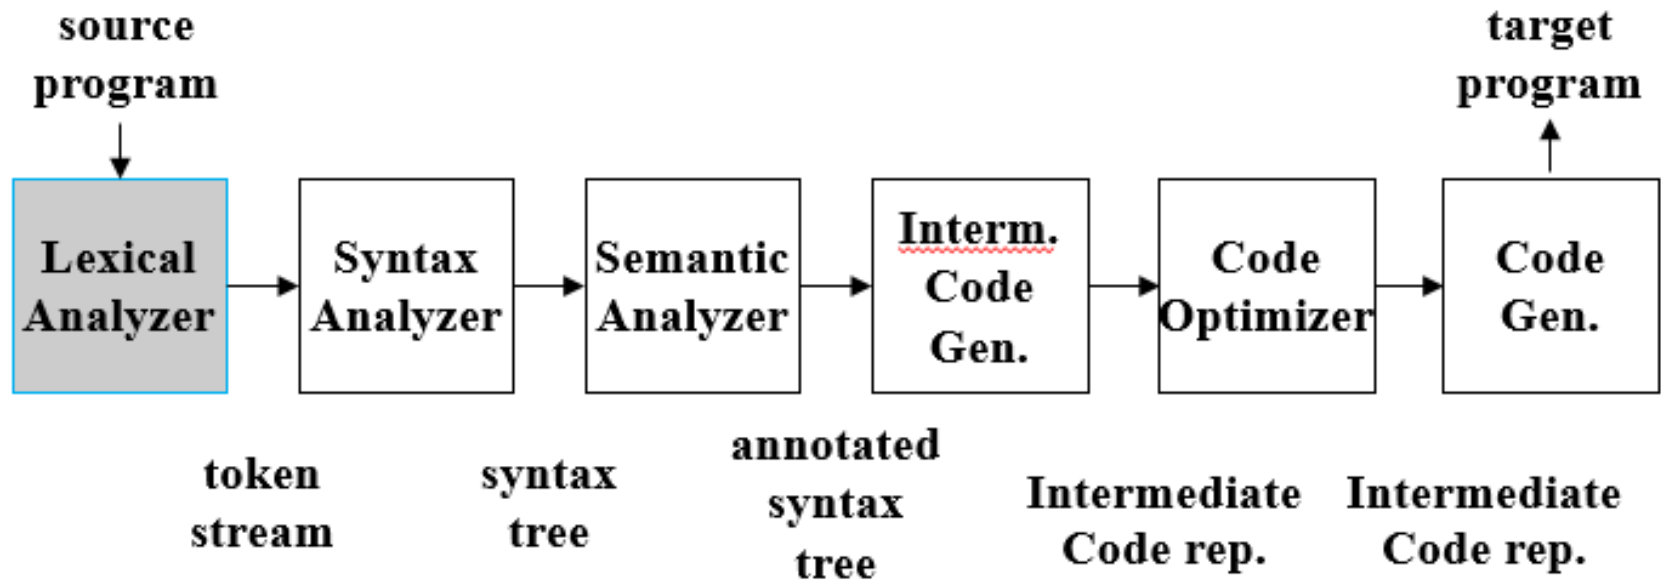 source
program
target
program
Lexical
Analyzer
Syntax
Analyzer
Semantic
Analyzer
Interm.
Code
Gen.
Code
Optimizer
Code
Gen.
token
stream
syntax
tree
annotated
syntax
tree
Intermediate
Code rep.
Intermediate
Code rep.